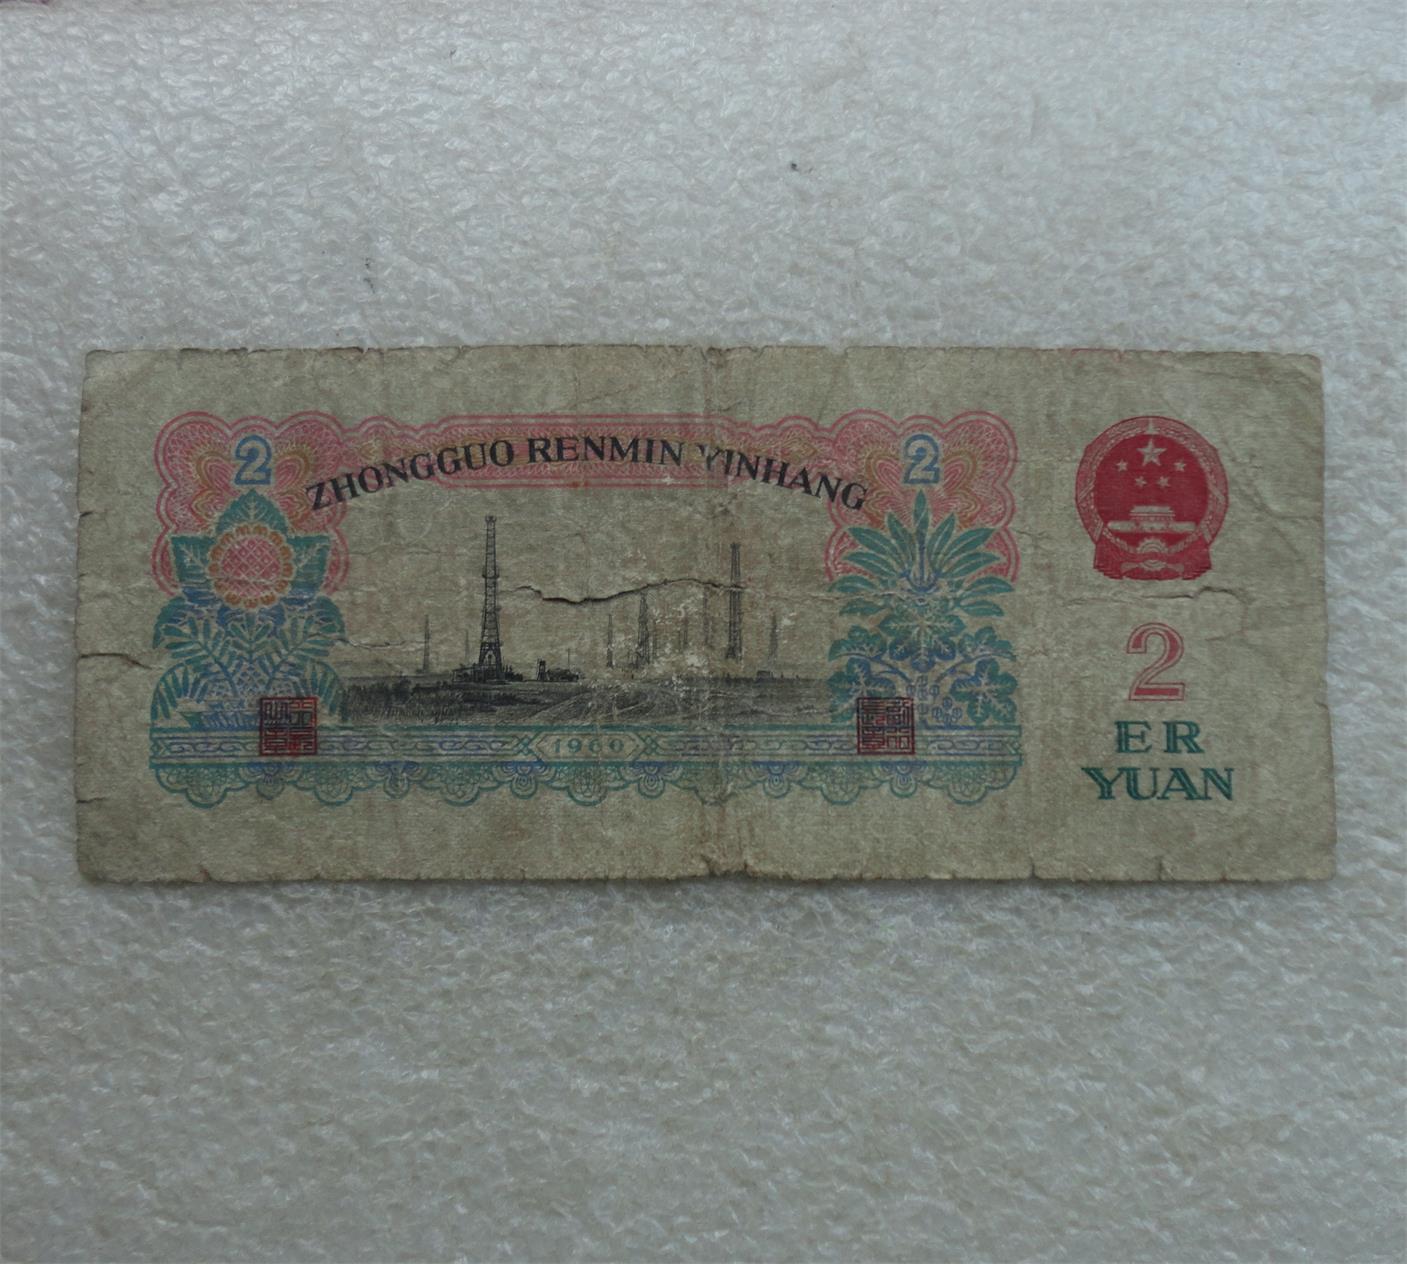 2
2
ZHONGGUO RENMIN YINHANG
1960
2
ER
YUAN